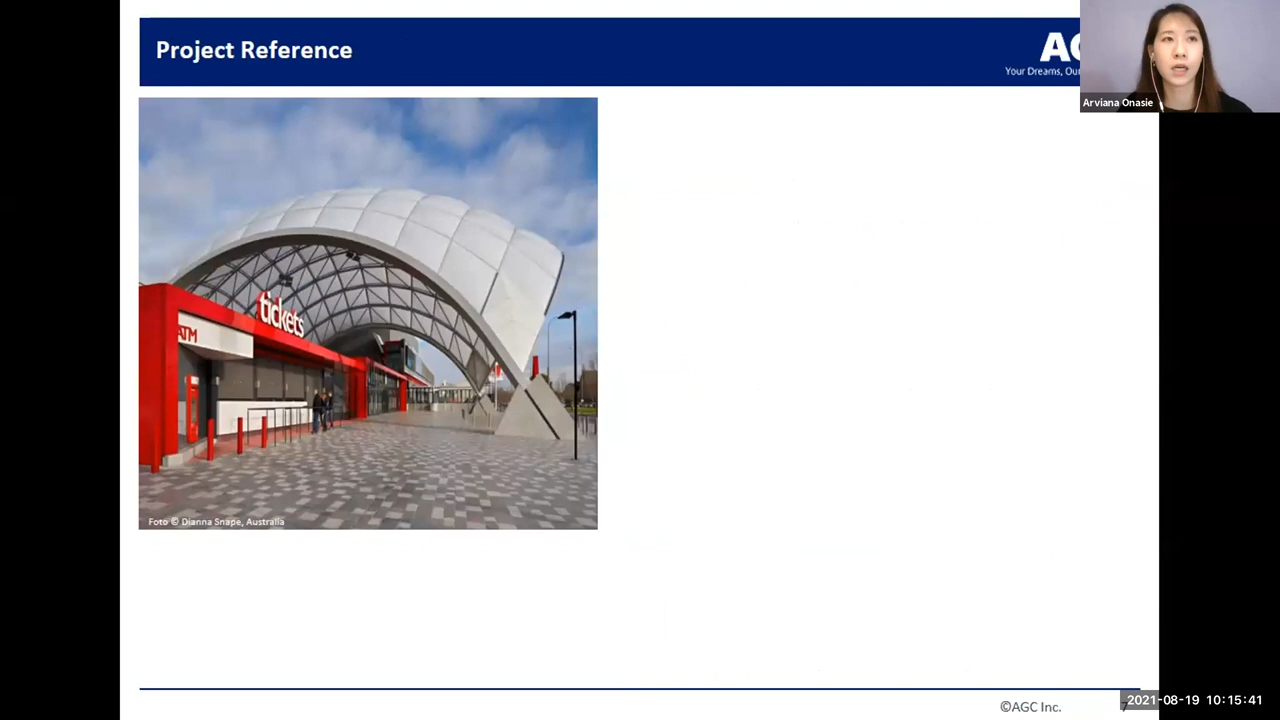 Project Reference
AG
Your Dreams, Our
Arviana Onasie
tickets
ATM
Foto © Dianna Snape, Australia
©AGC Inc.
7
2021-08-19 10:15:41